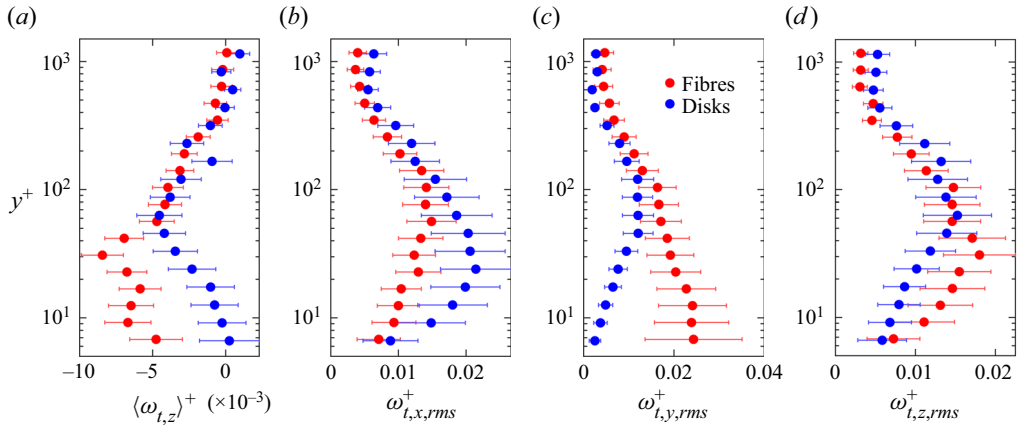 (a) (b) (c) (d)
10³ 10³ 10³ 10³
Fibres
Disks
10² 10² 10² 10²
y⁺
10¹ 10¹ 10¹ 10¹
−10 −5 0 0 0.01 0.02 0 0.02 0.04 0 0.01 0.02
⟨ω_{t,z}⟩⁺ (×10⁻³) ω⁺_{t,x,rms} ω⁺_{t,y,rms} ω⁺_{t,z,rms}